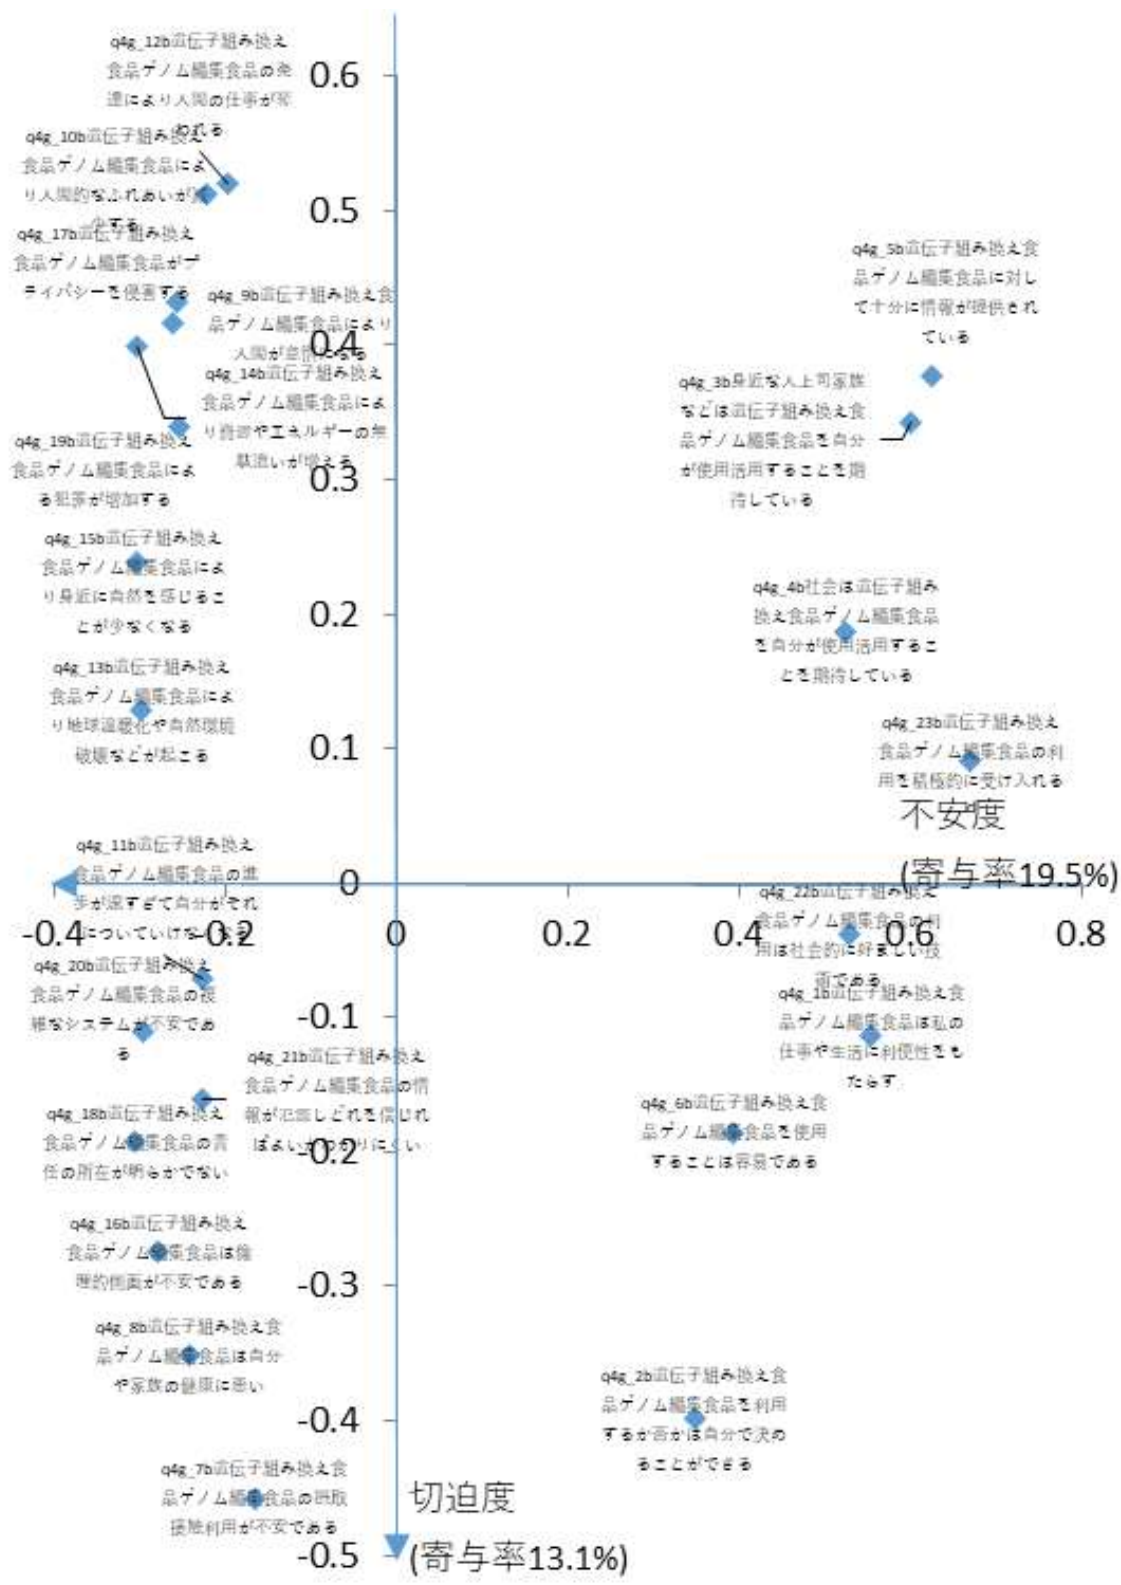 q4g_12b遺伝子組み換え
食品ゲノム編集食品の発
達により人間の仕事が奪
われる
0.6
q4g_10b遺伝子組み換え
食品ゲノム編集食品によ
り人間的なふれあいが減
少する
0.5
q4g_17b遺伝子組み換え
食品ゲノム編集食品がプ
ライバシーを侵害する
q4g_5b遺伝子組み換え食
品ゲノム編集食品に対し
て十分に情報が提供され
ている
q4g_9b遺伝子組み換え食
品ゲノム編集食品により
人間が怠惰になる
0.4
q4g_14b遺伝子組み換え
食品ゲノム編集食品によ
り資源やエネルギーの無
駄遣いが増える
q4g_3b身近な人上司家族
などは遺伝子組み換え食
品ゲノム編集食品を自分
が使用活用することを期
待している
q4g_19b遺伝子組み換え
食品ゲノム編集食品によ
る犯罪が増加する
0.3
q4g_15b遺伝子組み換え
食品ゲノム編集食品によ
り身近に自然を感じるこ
とが少なくなる
q4g_4b社会は遺伝子組み
換え食品ゲノム編集食品
を自分が使用活用するこ
とを期待している
0.2
q4g_13b遺伝子組み換え
食品ゲノム編集食品によ
り地球温暖化や自然環境
破壊などが起こる
0.1
q4g_23b遺伝子組み換え
食品ゲノム編集食品の利
用を積極的に受け入れる
不安度
(寄与率19.5%)
q4g_11b遺伝子組み換え
食品ゲノム編集食品の進
歩が速すぎて自分がそれ
についていけなくなる
0
-0.4
-0.2
0
0.2
0.4
0.6
0.8
q4g_22b遺伝子組み換え
食品ゲノム編集食品の利
用は社会的に好ましい技
術である
q4g_20b遺伝子組み換え
食品ゲノム編集食品の複
雑なシステムが不安であ
る
-0.1
q4g_1b遺伝子組み換え食
品ゲノム編集食品は私の
仕事や生活に利便性をも
たらす
q4g_21b遺伝子組み換え
食品ゲノム編集食品の情
報が氾濫しどれを信じれ
ばよいかわかりにくい
q4g_18b遺伝子組み換え
食品ゲノム編集食品の責
任の所在が明らかでない
-0.2
q4g_6b遺伝子組み換え食
品ゲノム編集食品を使用
することは容易である
q4g_16b遺伝子組み換え
食品ゲノム編集食品は倫
理的側面が不安である
-0.3
q4g_8b遺伝子組み換え食
品ゲノム編集食品は自分
や家族の健康に悪い
q4g_2b遺伝子組み換え食
品ゲノム編集食品を利用
するか否かは自分で決め
ることができる
-0.4
q4g_7b遺伝子組み換え食
品ゲノム編集食品の摂取
接触利用が不安である
切迫度
(寄与率13.1%)
-0.5